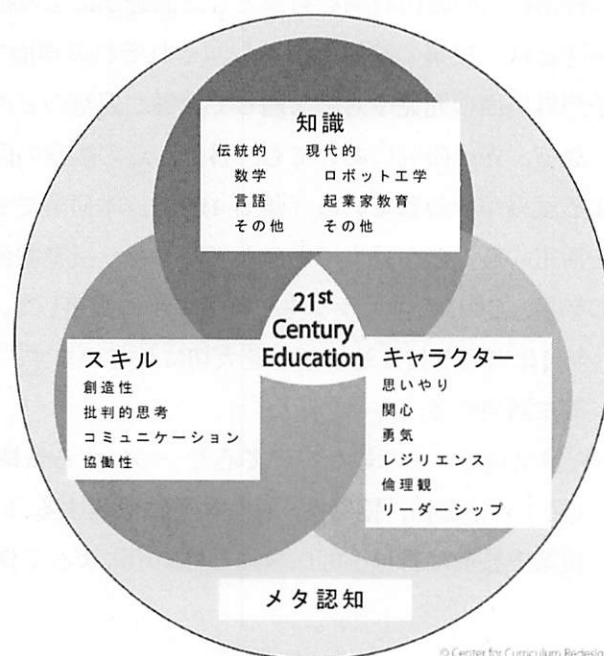 知識
伝統的 現代的
数学 ロボット工学
言語 起業家教育
その他 その他
21st
Century
Education
スキル
創造性
批判的思考
コミュニケーション
協働性
キャラクター
思いやり
関心
勇気
レジリエンス
倫理観
リーダーシップ
メタ認知
© Center for Curriculum Redesign